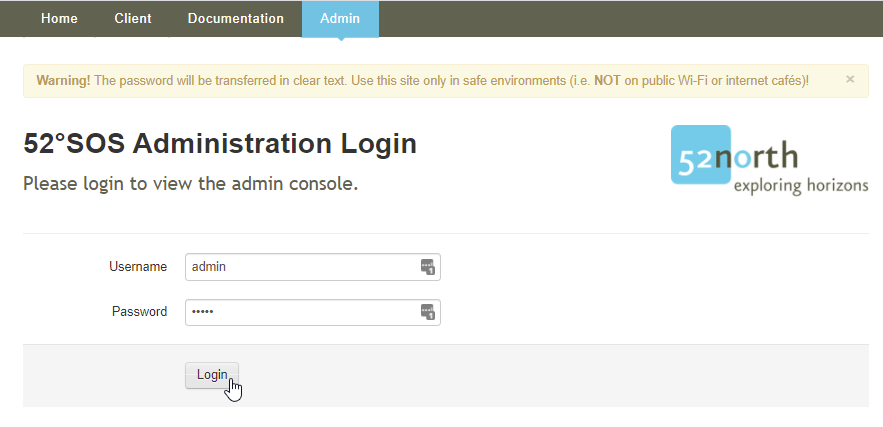 Home Client Documentation Admin
Warning! The password will be transferred in clear text. Use this site only in safe environments (i.e. NOT on public Wi-Fi or internet cafés)! ×
52°SOS Administration Login
Please login to view the admin console.
52north
exploring horizons
Username admin
Password •••••
Login